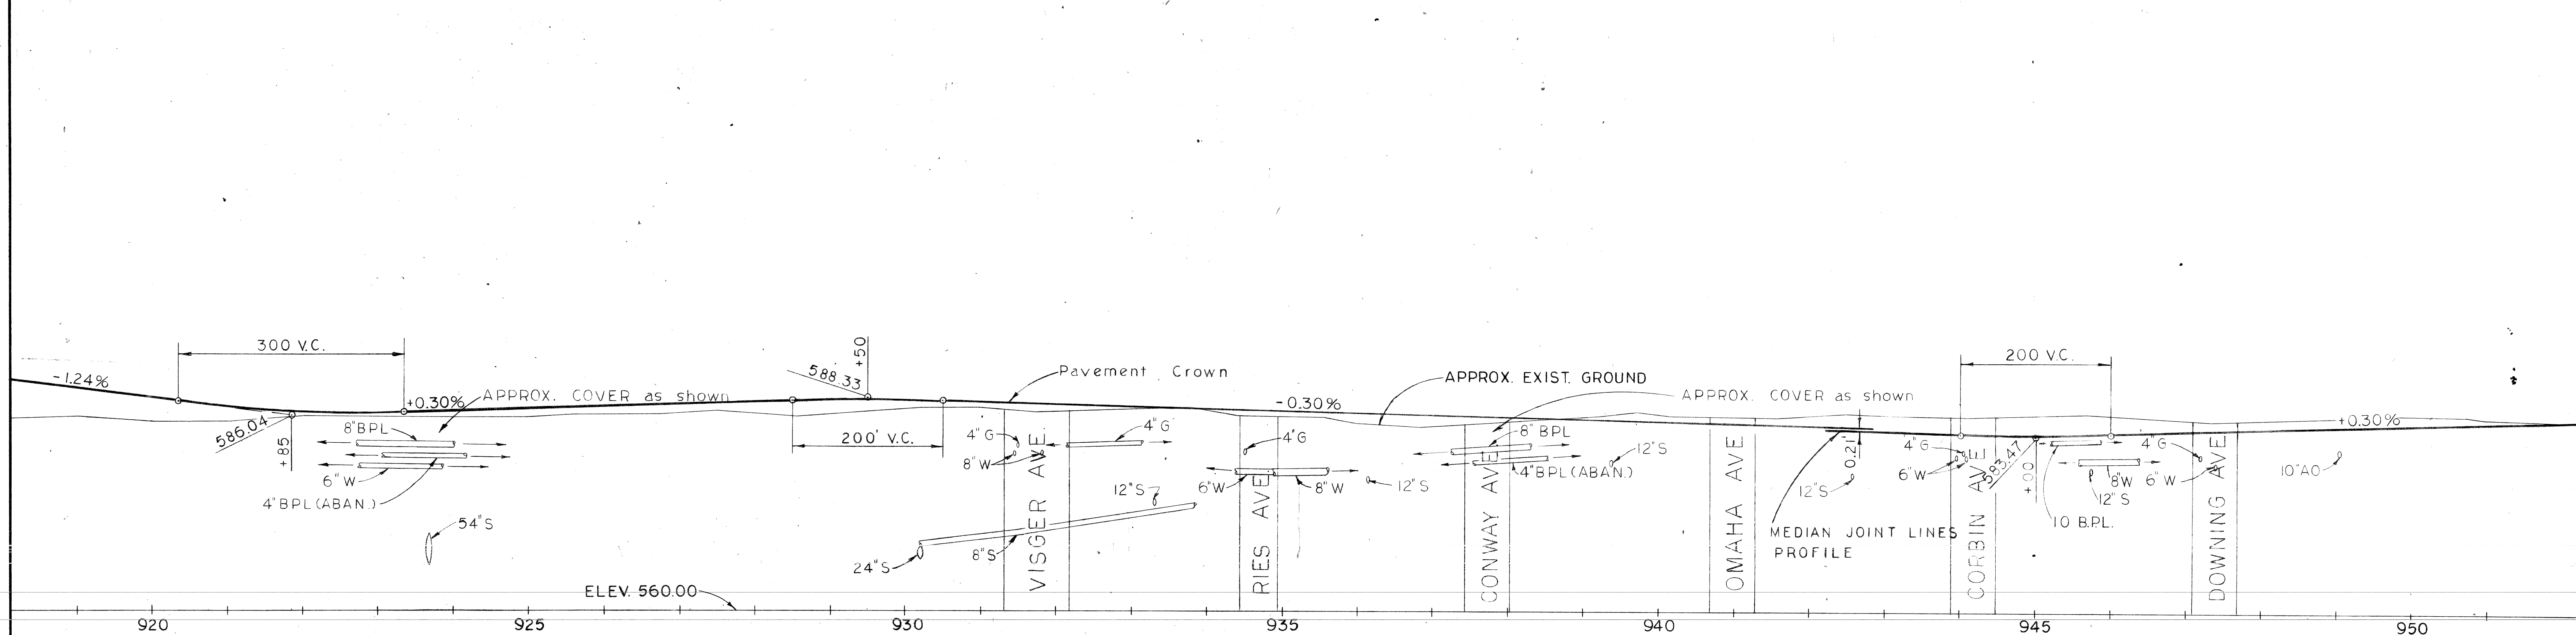 300 V.C.
-1.24%
+0.30%
APPROX. COVER as shown
586.04
+85
8"BPL
6"W
4"BPL(ABAN.)
54"S
588.33
+50
200' V.C.
Pavement Crown
4"G
8"W
VISGER AVE.
4"G
12"S
24"S
8"S
ELEV. 560.00
-0.30%
APPROX. EXIST. GROUND
4"G
6"W
8"W
RIES AVE
12"S
APPROX. COVER as shown
8"BPL
4"BPL(ABAN.)
CONWAY AVE
12"S
OMAHA AVE
0.21'
12"S
MEDIAN JOINT LINES
PROFILE
200 V.C.
4"G
6"W
CORBIN AVE
583.47
+00
8"W
12"S
10 B.P.L.
4"G
6"W
DOWNING AVE
+0.30%
10"AO
920
925
930
935
940
945
950